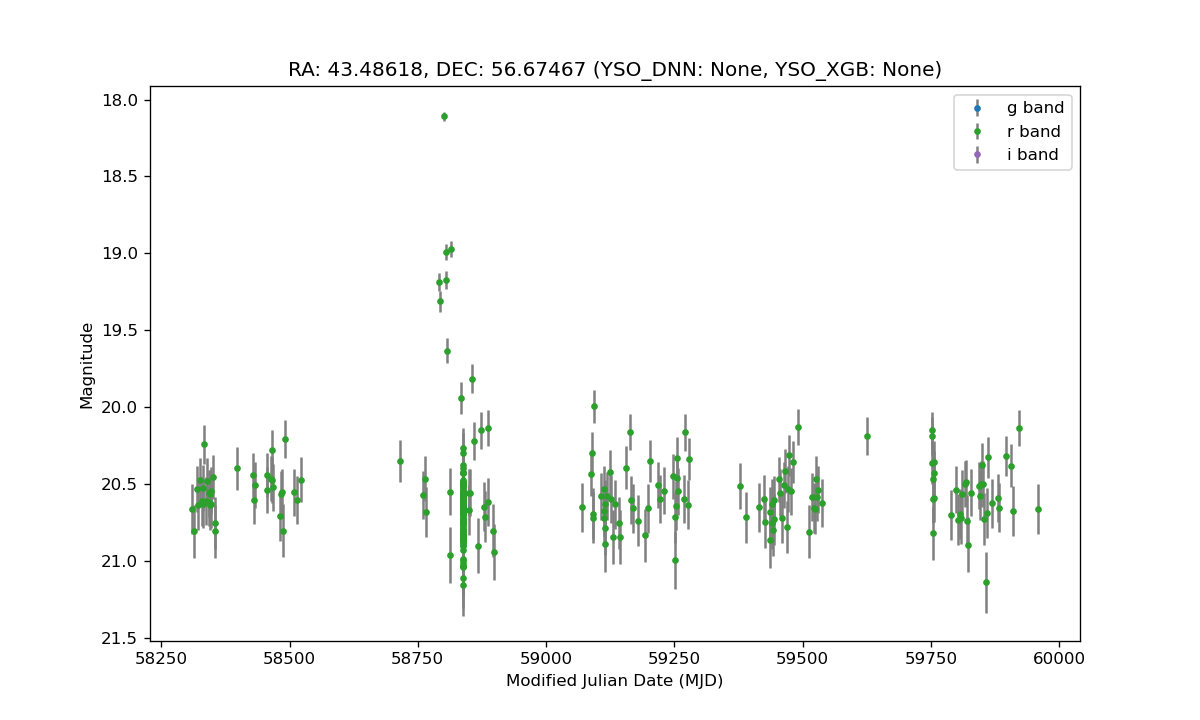 RA: 43.48618, DEC: 56.67467 (YSO_DNN: None, YSO_XGB: None)
g band
r band
i band
18.0
18.5
19.0
19.5
20.0
20.5
21.0
21.5
Magnitude
58250 58500 58750 59000 59250 59500 59750 60000
Modified Julian Date (MJD)